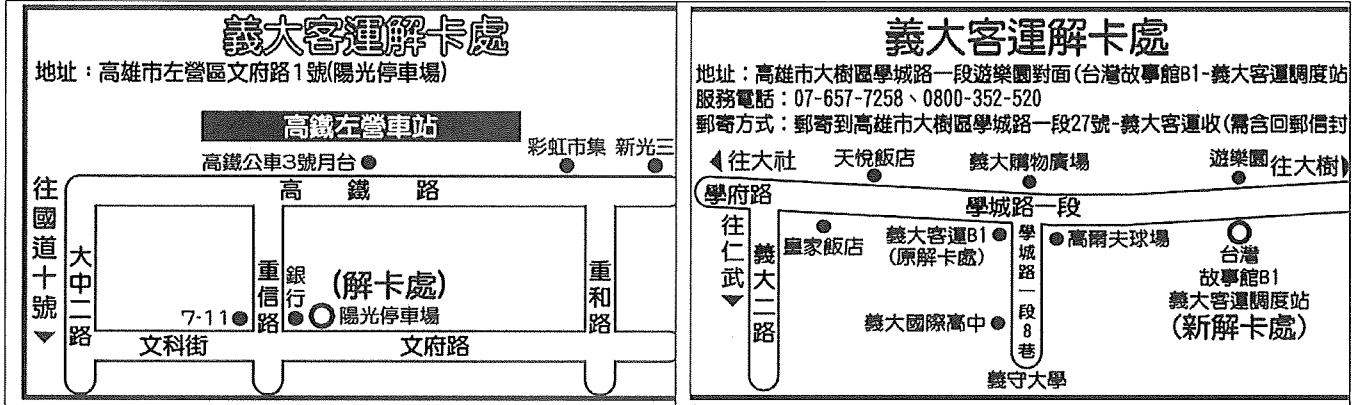 義大客運解卡處
地址：高雄市左營區文府路1號(陽光停車場)
高鐵左營車站
彩虹市集 新光三
高鐵公車3號月台
高鐵路
往國道十號
大中二路
重信路
銀行
(解卡處)
陽光停車場
7-11
重和路
文科街
文府路
義大客運解卡處
地址：高雄市大樹區學城路一段遊樂園對面(台灣故事館B1-義大客運調度站
服務電話：07-657-7258、0800-352-520
郵寄方式：郵寄到高雄市大樹區學城路一段27號-義大客運收(需含回郵信封
往大社
天悅飯店
義大購物廣場
遊樂園
往大樹
學府路
學城路一段
往仁武
義大二路
皇家飯店
義大客運B1
(原解卡處)
學城路一段8巷
高爾夫球場
台灣
故事館B1
義大客運調度站
(新解卡處)
義大國際高中
義守大學